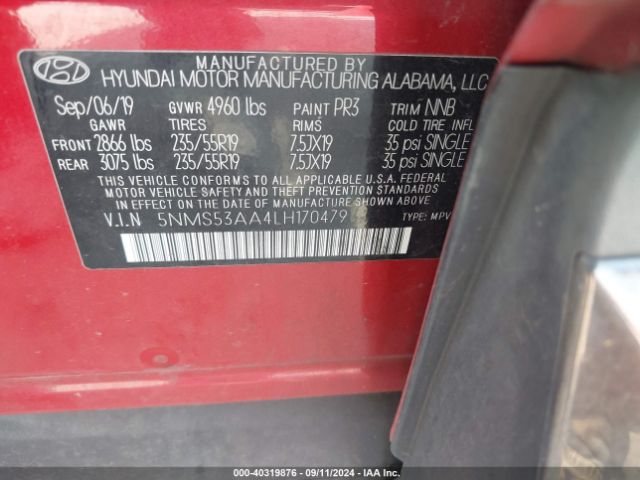 MANUFACTURED BY
HYUNDAI MOTOR MANUFACTURING ALABAMA, LLC
Sep/06/19 GVWR 4960 lbs PAINT PR3 TRIM NNB
GAWR TIRES RIMS COLD TIRE INFL
FRONT 2866 lbs 235/55R19 7.5JX19 35 psi SINGLE
REAR 3075 lbs 235/55R19 7.5JX19 35 psi SINGLE
THIS VEHICLE CONFORMS TO ALL APPLICABLE U.S.A. FEDERAL
MOTOR VEHICLE SAFETY AND THEFT PREVENTION STANDARDS
IN EFFECT ON THE DATE OF MANUFACTURE SHOWN ABOVE.
V.I.N 5NMS53AA4LH170479 TYPE: MPV
000-40319876 - 09/11/2024 - IAA Inc.